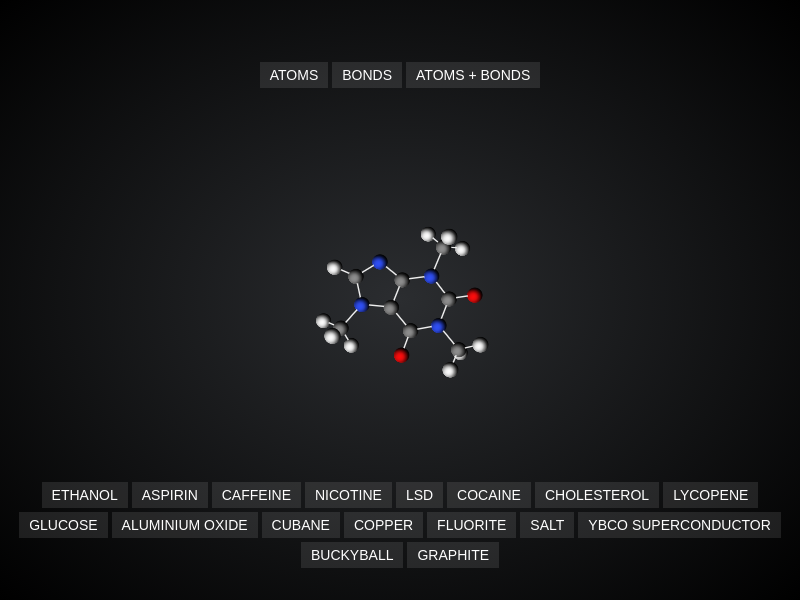 ATOMS BONDS ATOMS + BONDS
ETHANOL ASPIRIN CAFFEINE NICOTINE LSD COCAINE CHOLESTEROL LYCOPENE
GLUCOSE ALUMINIUM OXIDE CUBANE COPPER FLUORITE SALT YBCO SUPERCONDUCTOR
BUCKYBALL GRAPHITE